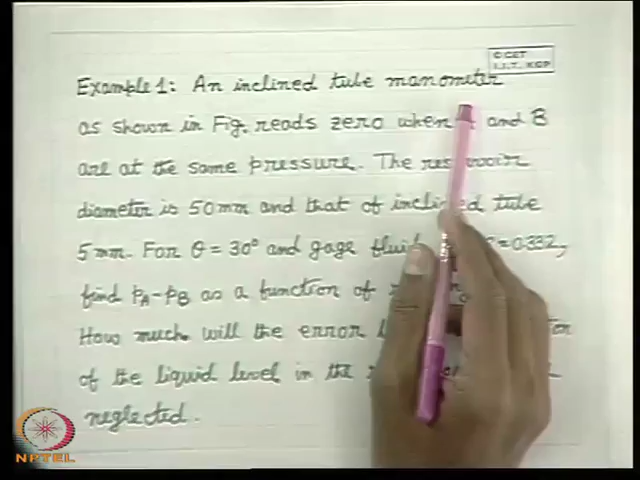 © CET
I.I.T. KGP
Example 1: An inclined tube manometer
as shown in Fig. reads zero when and B
are at the same pressure. The reservoir
diameter is 50 mm and that of inclined tube
5 mm. For θ = 30° and gage fluid = 0.332,
find pA-pB as a function of
How much will the error
of the liquid level in the
neglected.
NPTEL